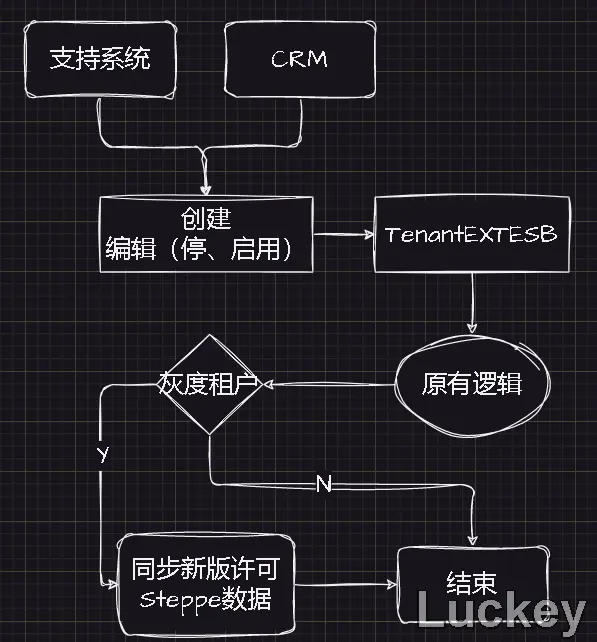 支持系统
CRM
创建
编辑（停、启用）
TenantEXTESB
原有逻辑
灰度租户
Y
N
同步新版许可
Steppe数据
结束
Luckey